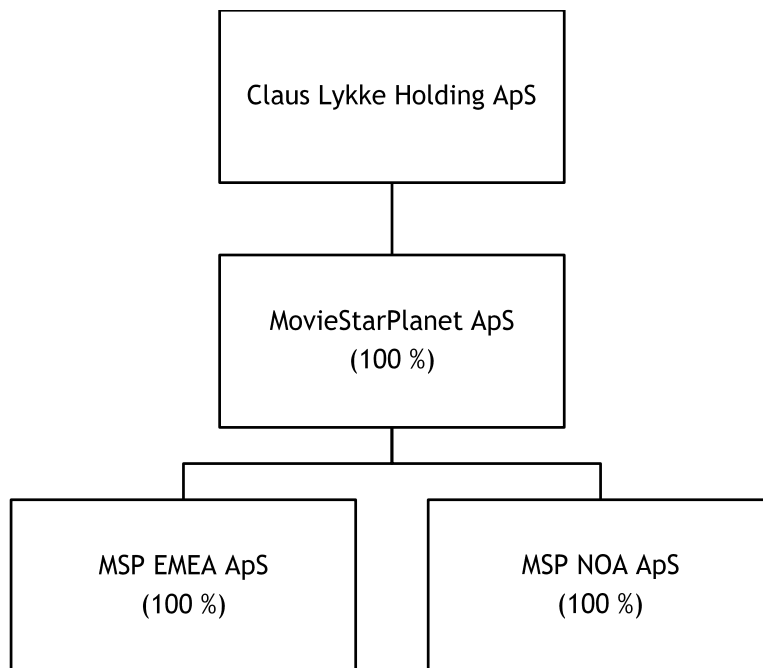 Claus Lykke Holding ApS
MovieStarPlanet ApS
(100 %)
MSP EMEA ApS
(100 %)
MSP NOA ApS
(100 %)